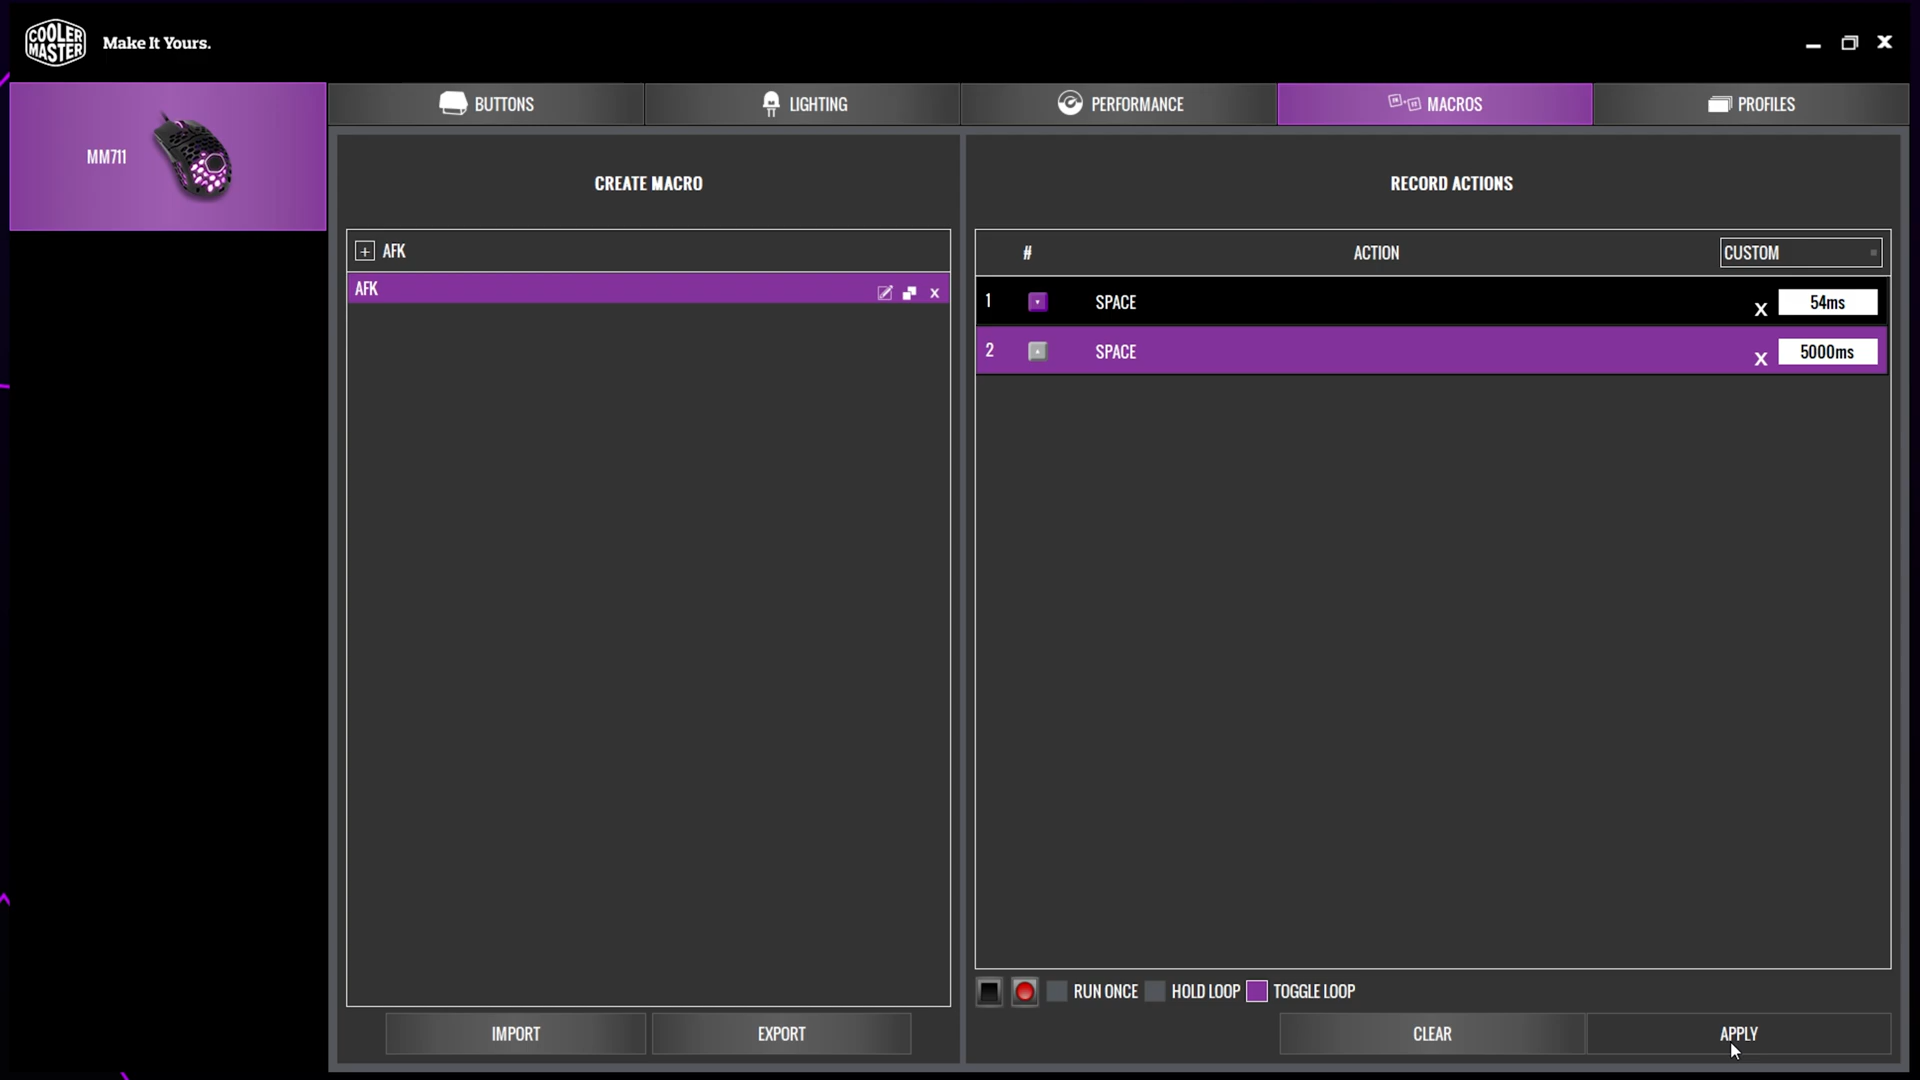 COOLER MASTER
Make It Yours.
MM711
BUTTONS
LIGHTING
PERFORMANCE
MACROS
PROFILES
CREATE MACRO
AFK
AFK
X
RECORD ACTIONS
# ACTION CUSTOM
1 SPACE X 54ms
2 SPACE X 5000ms
RUN ONCE HOLD LOOP TOGGLE LOOP
IMPORT
EXPORT
CLEAR
APPLY